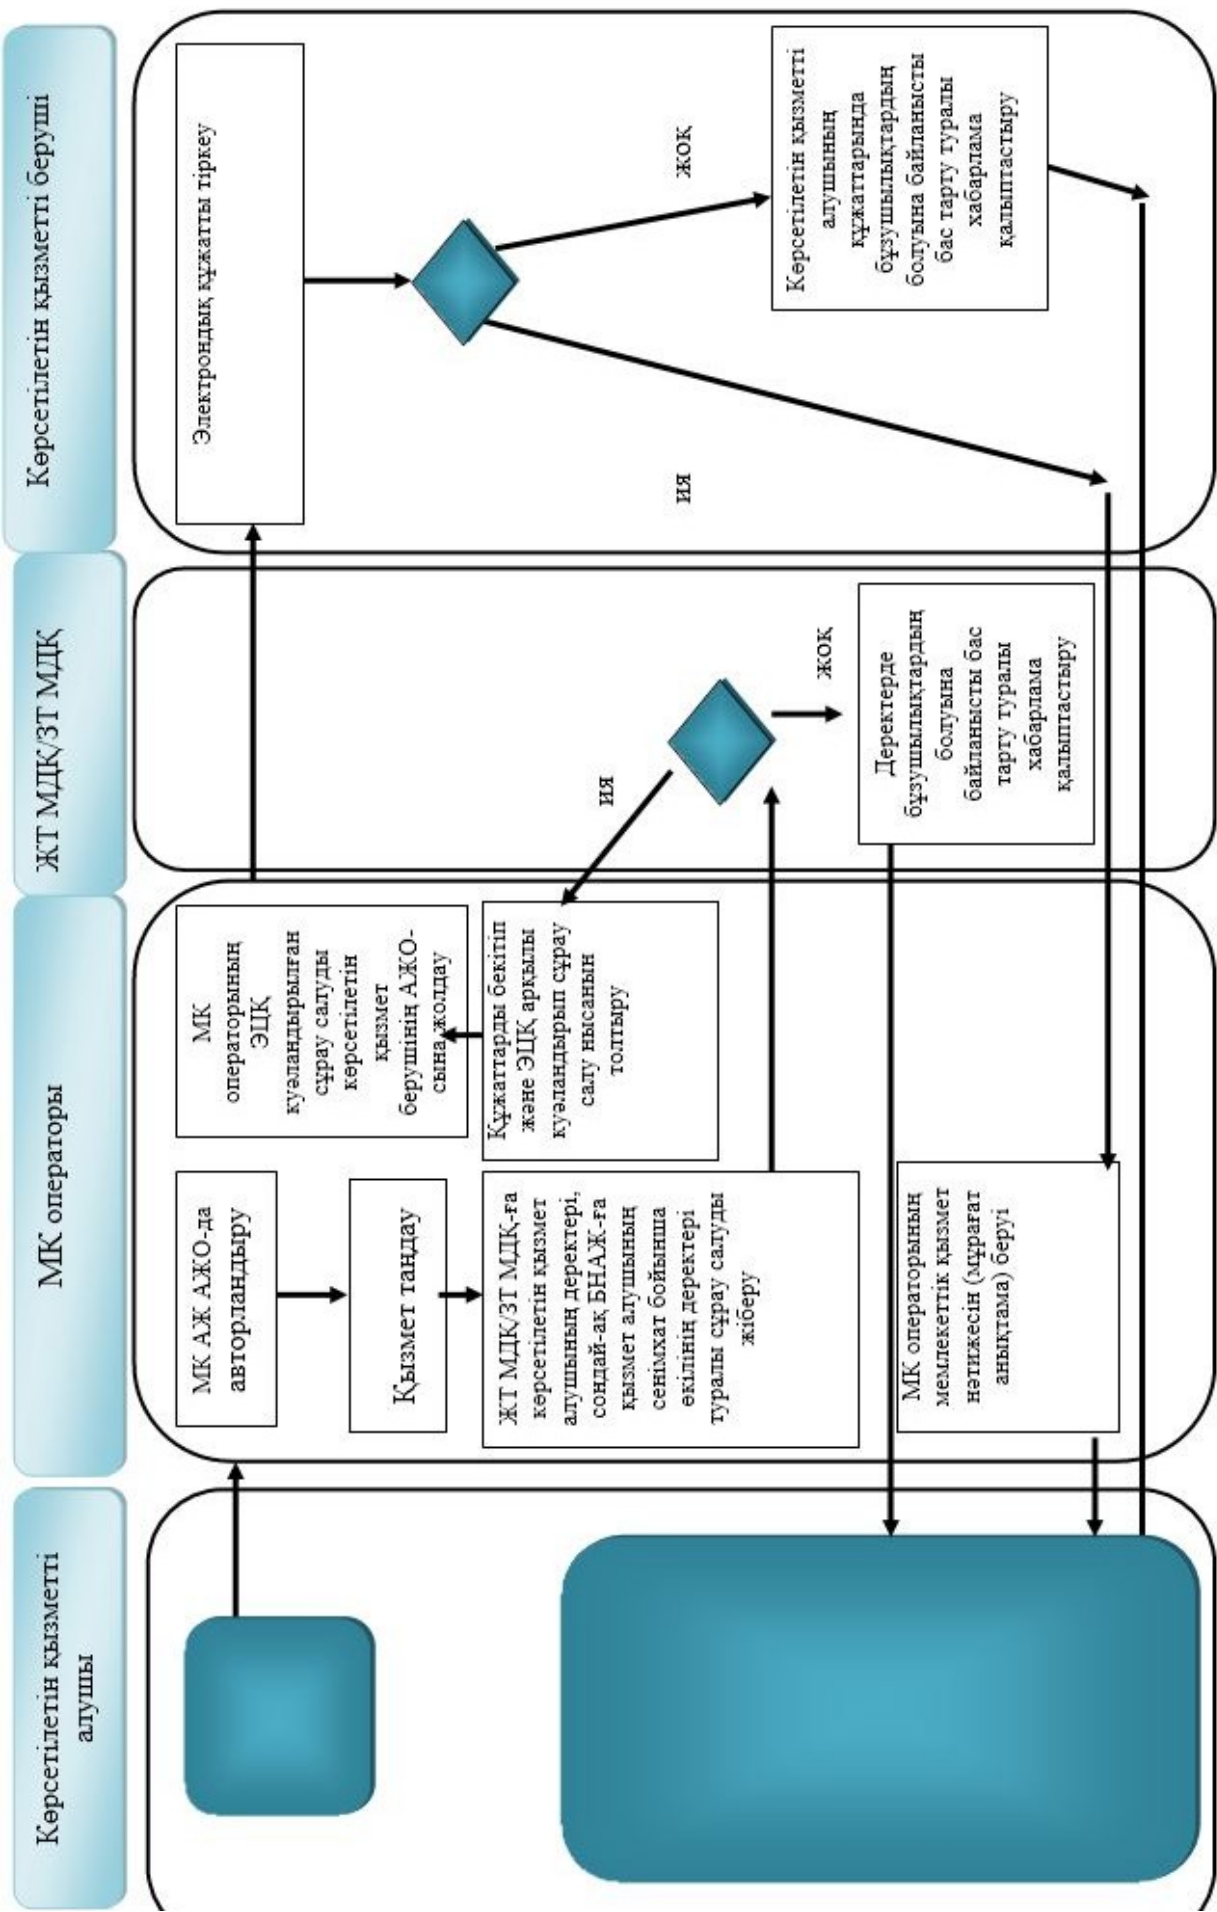 Көрсетілетін қызметті
алушы
МК операторы
ЖТ МДҚ/ЗТ МДҚ
Көрсетілетін қызметті беруші
МК АЖ АЖО-да
авторландыру
Қызмет таңдау
ЖТ МДҚ/ЗТ МДҚ-ға
көрсетілетін қызмет
алушының деректері,
сондай-ақ БНАЖ-ға
қызмет алушының
сенімхат бойынша
өкілінің деректері
туралы сұрау салуды
жіберу
МК
операторының
ЭЦҚ
куәландырылған
сұрау салуды
көрсетілетін
қызмет
берушінің АЖО-
сына жолдау
Құжаттарды бекітіп
және ЭЦҚ арқылы
куәландырып сұрау
салу нысанын
толтыру
МК операторының
мемлекеттік қызмет
нәтижесін (мұрағат
анықтама) беруі
ИЯ
ЖОҚ
Деректерде
бұзушылықтардың
болуына
байланысты бас
тарту туралы
хабарлама
қалыптастыру
Электрондық құжатты тіркеу
ИЯ
ЖОҚ
Көрсетілетін қызметті
алушының
құжаттарында
бұзушылықтардың
болуына байланысты
бас тарту туралы
хабарлама
қалыптастыру